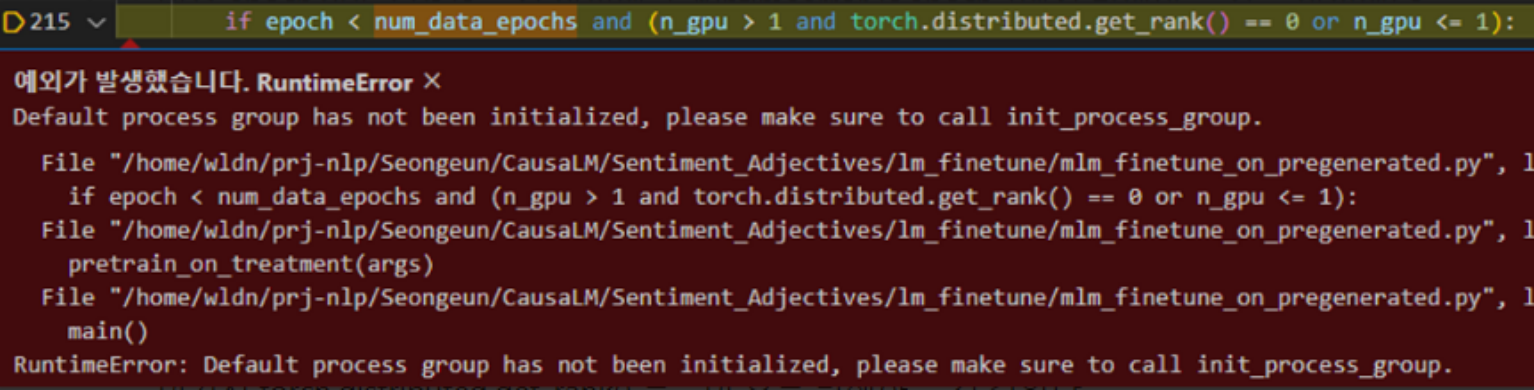 215 if epoch < num_data_epochs and (n_gpu > 1 and torch.distributed.get_rank() == 0 or n_gpu <= 1):
예외가 발생했습니다. RuntimeError ×
Default process group has not been initialized, please make sure to call init_process_group.
File "/home/wldn/prj-nlp/Seongeun/CausaLM/Sentiment_Adjectives/lm_finetune/mlm_finetune_on_pregenerated.py", l
if epoch < num_data_epochs and (n_gpu > 1 and torch.distributed.get_rank() == 0 or n_gpu <= 1):
File "/home/wldn/prj-nlp/Seongeun/CausaLM/Sentiment_Adjectives/lm_finetune/mlm_finetune_on_pregenerated.py", l
pretrain_on_treatment(args)
File "/home/wldn/prj-nlp/Seongeun/CausaLM/Sentiment_Adjectives/lm_finetune/mlm_finetune_on_pregenerated.py", l
main()
RuntimeError: Default process group has not been initialized, please make sure to call init_process_group.